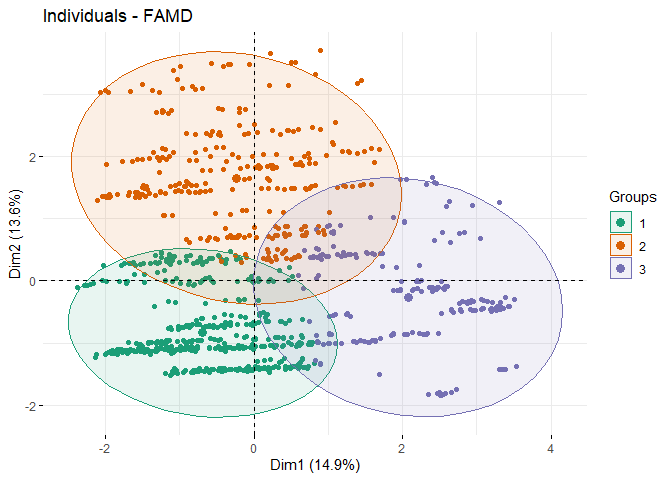 Individuals - FAMD
Dim2 (13.6%)
2
0
-2
-2
0
2
4
Dim1 (14.9%)
Groups
1
2
3